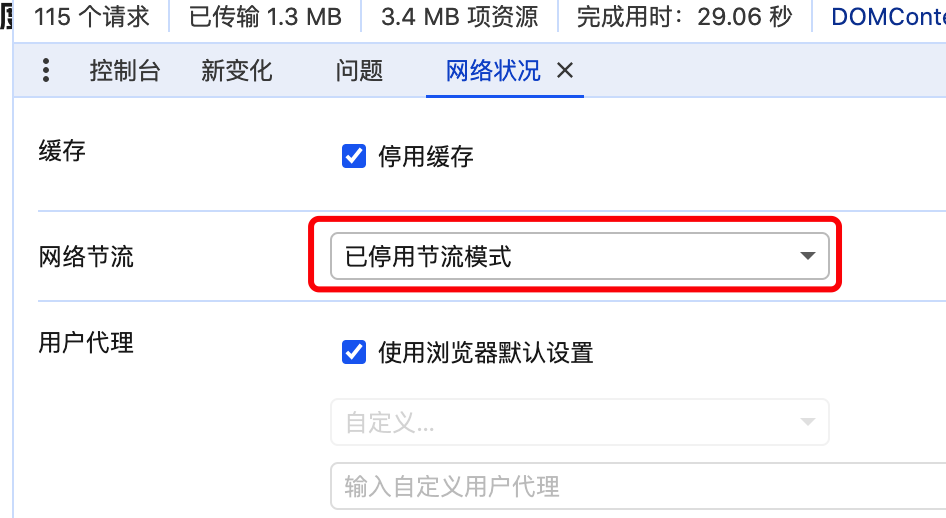 115 个请求 已传输 1.3 MB 3.4 MB 项资源 完成用时：29.06 秒
控制台 新变化 问题 网络状况
缓存 停用缓存
网络节流 已停用节流模式
用户代理 使用浏览器默认设置
自定义...
输入自定义用户代理